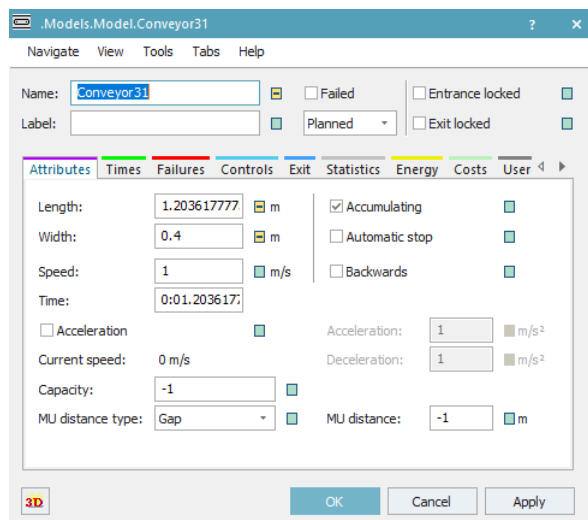 .Models.Model.Conveyor31 ? ×
Navigate View Tools Tabs Help
Name: Conveyor31 Failed Entrance locked
Label: Planned Exit locked
Attributes Times Failures Controls Exit Statistics Energy Costs User
Length: 1.203617777 m Accumulating
Width: 0.4 m Automatic stop
Speed: 1 m/s Backwards
Time: 0:01.203617
Acceleration Acceleration: 1 m/s²
Current speed: 0 m/s Deceleration: 1 m/s²
Capacity: -1
MU distance type: Gap MU distance: -1 m
3D OK Cancel Apply